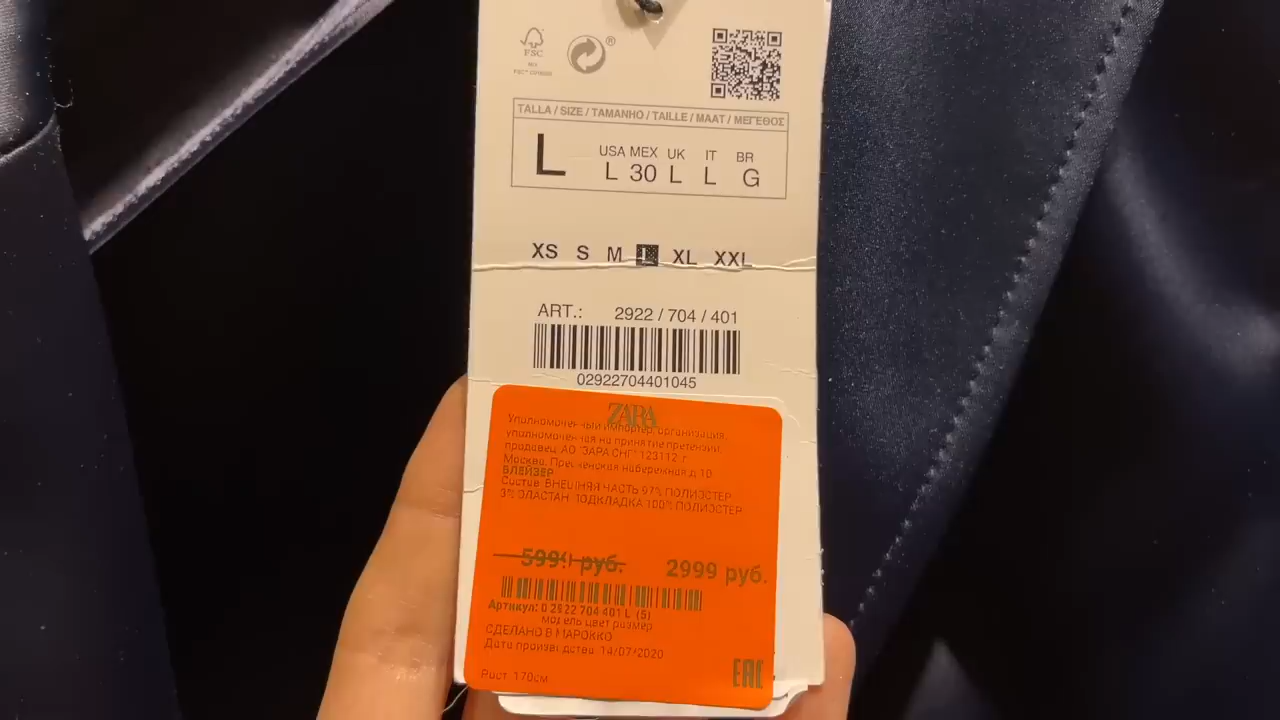 FSC
MIX
®
TALLA / SIZE / TAMANHO / TAILLE / MAAT / ΜΕΓΕΘΟΣ
USA MEX UK IT BR
L L 30 L L G
XS S M L XL XXL
ART.: 2922 / 704 / 401
02922704401045
ZARA
Уполномоченный импортер, организация,
уполномоченная на принятие претензий,
продавец: АО "ЗАРА СНГ" 123112, г.
Москва, Пресненская набережная д.10
БЛЕЙЗЕР
Состав: ВНЕШНЯЯ ЧАСТЬ 97% ПОЛИЭСТЕР
3% ЭЛАСТАН. ПОДКЛАДКА 100% ПОЛИЭСТЕР
5999 руб. 2999 руб.
Артикул: 0 2922 704 401 L (5)
модель цвет размер
СДЕЛАНО В МАРОККО
Дата производства: 14/07/2020
Рост: 170см
EAC